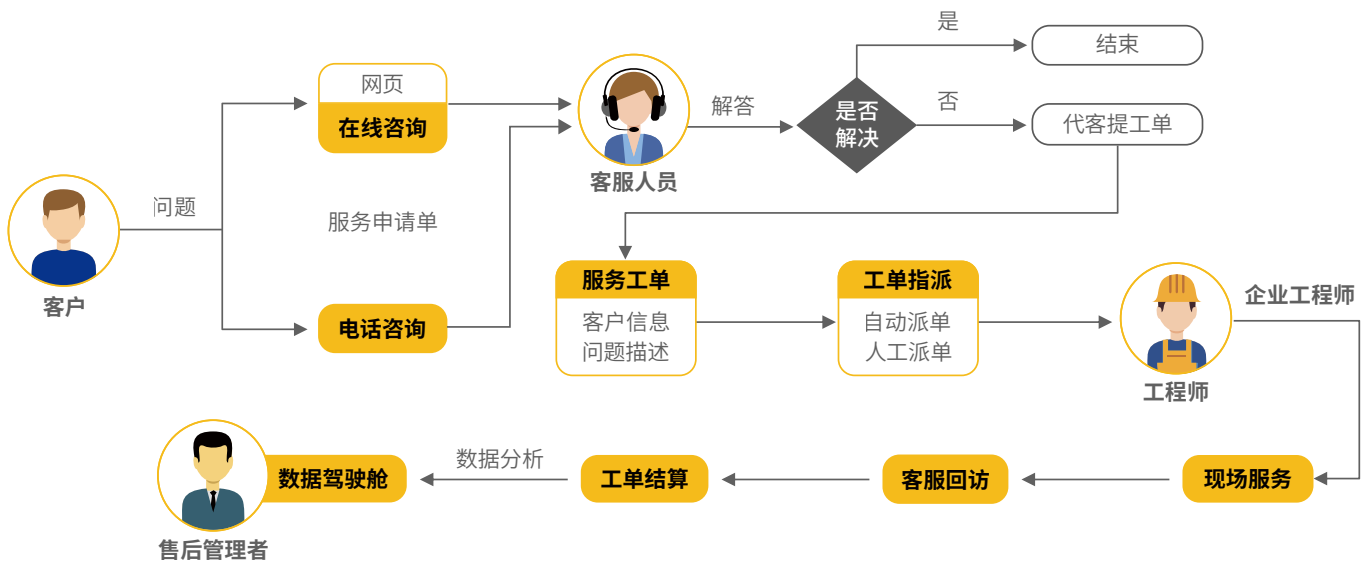 是
结束
网页
在线咨询
解答
是否
解决
否
代客提工单
客服人员
问题
服务申请单
客户
电话咨询
服务工单
客户信息
问题描述
工单指派
自动派单
人工派单
企业工程师
工程师
数据驾驶舱
数据分析
工单结算
客服回访
现场服务
售后管理者